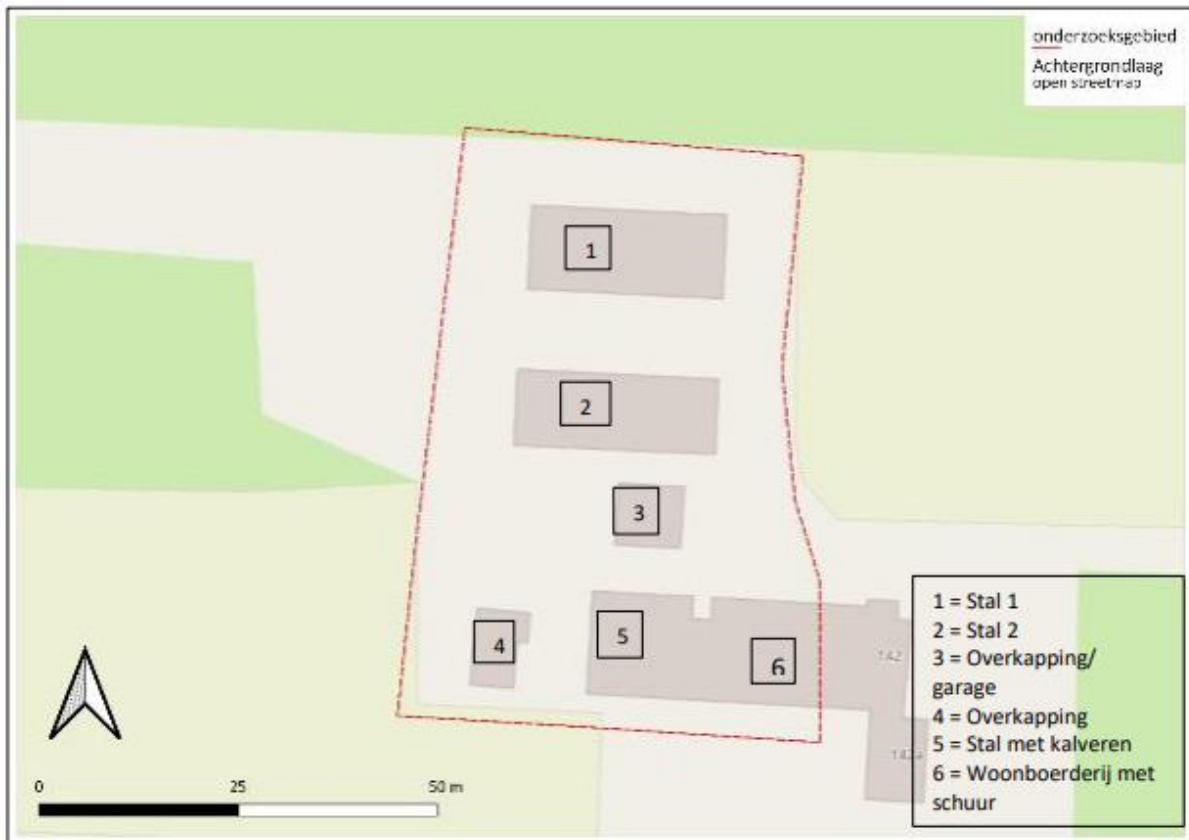 onderzoeksgebied
Achtergrondlaag
open streetmap
1
2
3
4
5
6
142
1 = Stal 1
2 = Stal 2
3 = Overkapping/
garage
4 = Overkapping
5 = Stal met kalveren
6 = Woonboerderij met
schuur
0
25
50 m